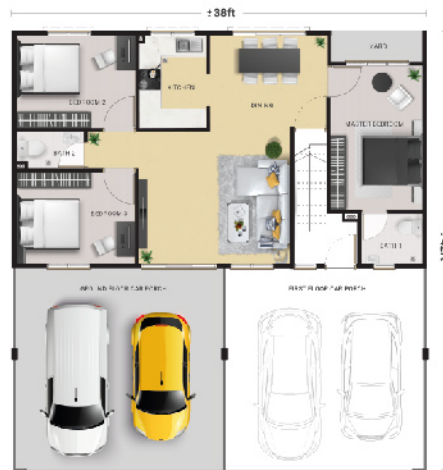 ±38ft
YARD
BEDROOM 2
KITCHEN
DINING
MASTER BEDROOM
BATH 2
BEDROOM 3
BATH 1
GROUND FLOOR CAR PORCH
FIRST FLOOR CAR PORCH